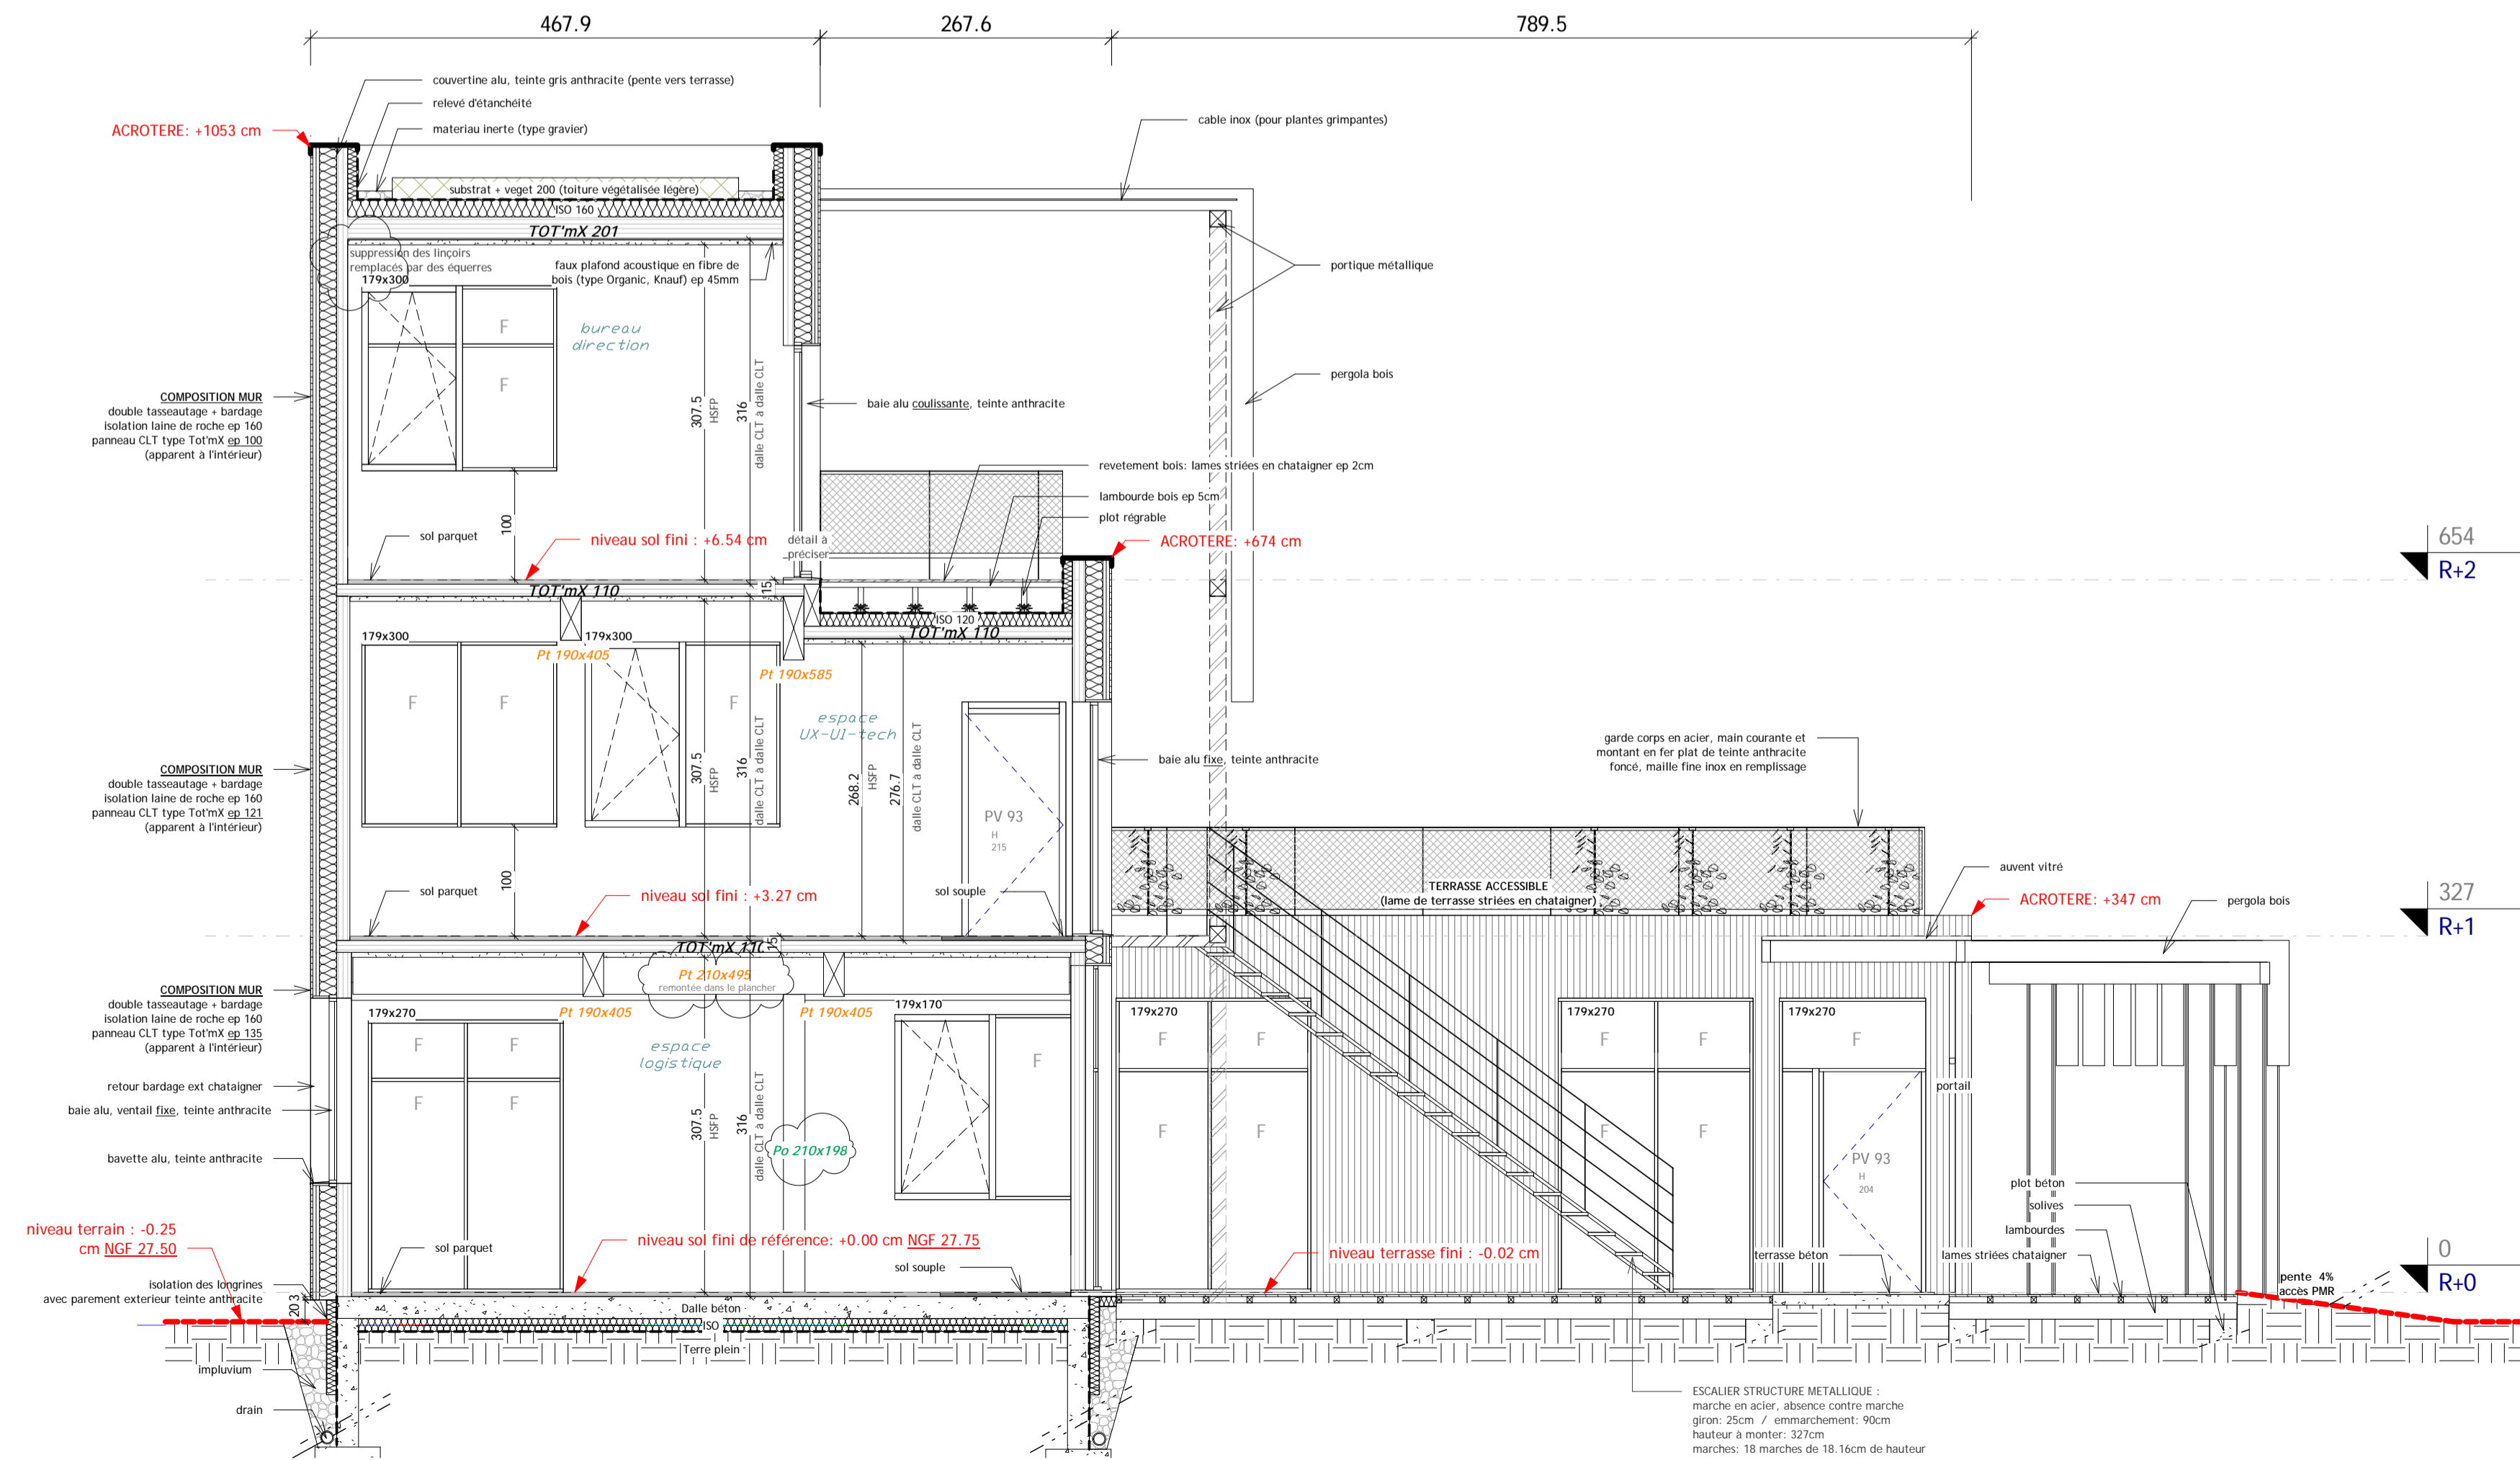 467.9
267.6
789.5
couvertine alu, teinte gris anthracite (pente vers terrasse)
relevé d'étanchéité
materiau inerte (type gravier)
ACROTERE: +1053 cm
cable inox (pour plantes grimpantes)
substrat + veget 200 (toiture végétalisée légère)
ISO 160
TOT'mX 201
suppression des linçoirs
remplacés par des équerres
179x300
faux plafond acoustique en fibre de
bois (type Organic, Knauf) ep 45mm
portique métallique
F
bureau
direction
F
pergola bois
COMPOSITION MUR
double tasseautage + bardage
isolation laine de roche ep 160
panneau CLT type Tot'mX ep 100
(apparent à l'intérieur)
307.5
HSFP
316
dalle CLT à dalle CLT
baie alu coulissante, teinte anthracite
revetement bois: lames striées en chataigner ep 2cm
lambourde bois ep 5cm
plot régrable
100
sol parquet
niveau sol fini : +6.54 cm
détail à
préciser
ACROTERE: +674 cm
654
R+2
TOT'mX 110
15
ISO 120
TOT'mX 110
179x300
179x300
Pt 190x405
Pt 190x585
F
F
F
espace
UX-UI-tech
COMPOSITION MUR
double tasseautage + bardage
isolation laine de roche ep 160
panneau CLT type Tot'mX ep 121
(apparent à l'intérieur)
307.5
HSFP
316
dalle CLT à dalle CLT
268.2
HSFP
276.7
dalle CLT à dalle CLT
PV 93
H
215
baie alu fixe, teinte anthracite
garde corps en acier, main courante et
montant en fer plat de teinte anthracite
foncé, maille fine inox en remplissage
100
sol parquet
niveau sol fini : +3.27 cm
sol souple
TERRASSE ACCESSIBLE
(lame de terrasse striées en chataigner)
auvent vitré
ACROTERE: +347 cm
pergola bois
327
R+1
TOT'mX 110
15
Pt 210x495
remontée dans le plancher
COMPOSITION MUR
double tasseautage + bardage
isolation laine de roche ep 160
panneau CLT type Tot'mX ep 135
(apparent à l'intérieur)
179x270
Pt 190x405
Pt 190x405
179x170
179x270
179x270
179x270
F
F
F
F
espace
logistique
F
F
F
F
F
F
F
F
F
F
retour bardage ext chataigner
baie alu, ventail fixe, teinte anthracite
bavette alu, teinte anthracite
307.5
HSFP
316
dalle CLT à dalle CLT
Po 210x198
portail
PV 93
H
204
plot béton
solives
lambourdes
lames striées chataigner
terrasse béton
niveau terrain : -0.25
cm NGF 27.50
sol parquet
niveau sol fini de référence: +0.00 cm NGF 27.75
sol souple
niveau terrasse fini : -0.02 cm
0
R+0
pente 4%
accès PMR
isolation des longrines
avec parement exterieur teinte anthracite
20
3
Dalle béton
ISO
Terre plein
impluvium
drain
ESCALIER STRUCTURE METALLIQUE :
marche en acier, absence contre marche
giron: 25cm / emmarchement: 90cm
hauteur à monter: 327cm
marches: 18 marches de 18.16cm de hauteur